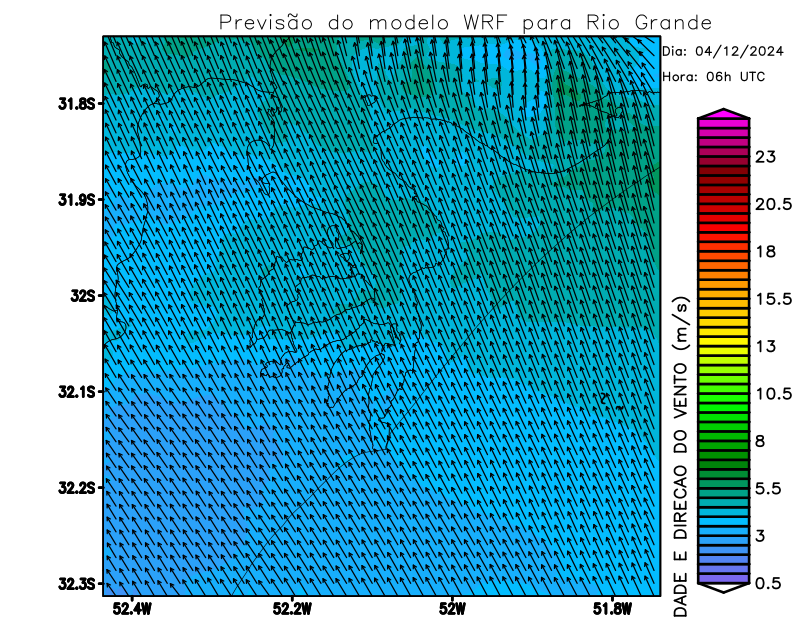 Previsão do modelo WRF para Rio Grande
Dia: 04/12/2024
Hora: 06h UTC
31.8S
31.9S
32S
32.1S
32.2S
32.3S
52.4W
52.2W
52W
51.8W
DADE E DIRECAO DO VENTO (m/s)
23
20.5
18
15.5
13
10.5
8
5.5
3
0.5